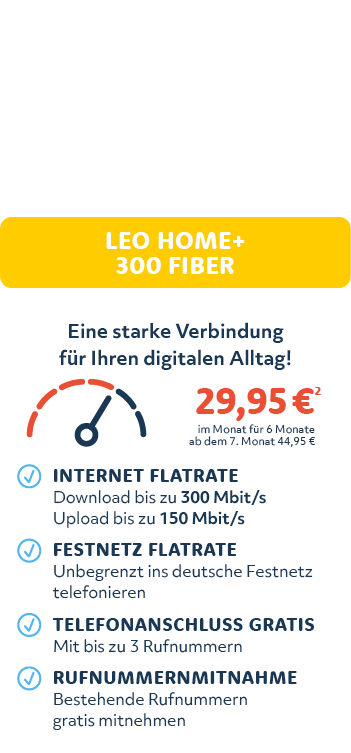 LEO HOME+
300 FIBER
Eine starke Verbindung
für Ihren digitalen Alltag!
29,95 €²
im Monat für 6 Monate
ab dem 7. Monat 44,95 €
INTERNET FLATRATE
Download bis zu 300 Mbit/s
Upload bis zu 150 Mbit/s
FESTNETZ FLATRATE
Unbegrenzt ins deutsche Festnetz
telefonieren
TELEFONANSCHLUSS GRATIS
Mit bis zu 3 Rufnummern
RUFNUMMERNMITNAHME
Bestehende Rufnummern
gratis mitnehmen